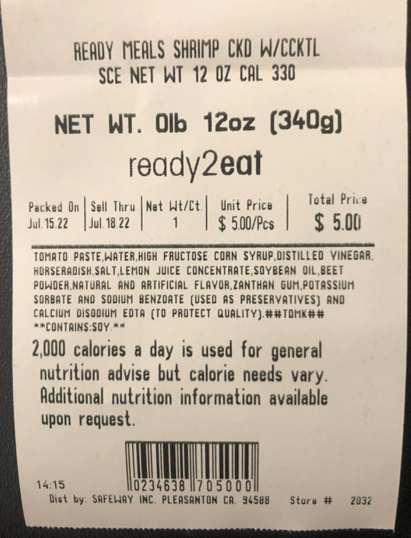 READY MEALS SHRIMP CKD W/CCKTL
SCE NET WT 12 OZ CAL 330
NET WT. 0lb 12oz (340g)
ready2eat
Packed On Sell Thru Net Wt/Ct Unit Price Total Price
Jul.15.22 Jul.18.22 1 $ 5.00/Pcs $ 5.00
TOMATO PASTE,WATER,HIGH FRUCTOSE CORN SYRUP,DISTILLED VINEGAR,
HORSERADISH,SALT,LEMON JUICE CONCENTRATE,SOYBEAN OIL,BEET
POWDER,NATURAL AND ARTIFICIAL FLAVOR,ZANTHAN GUM,POTASSIUM
SORBATE AND SODIUM BENZOATE (USED AS PRESERVATIVES) AND
CALCIUM DISODIUM EDTA (TO PROTECT QUALITY).##TDMK##
**CONTAINS:SOY.**
2,000 calories a day is used for general
nutrition advise but calorie needs vary.
Additional nutrition information available
upon request.
0234638 705000
14:15
Dist by: SAFEWAY INC. PLEASANTON CA. 94588 Store # 2032